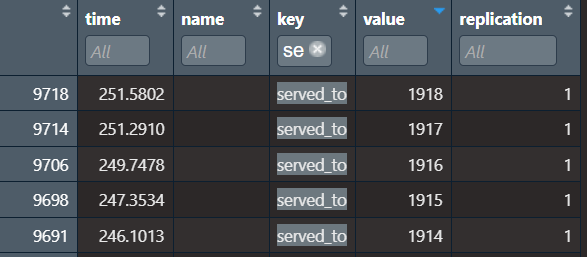 time name key value replication
All All se All All
9718 251.5802 served_to 1918 1
9714 251.2910 served_to 1917 1
9706 249.7478 served_to 1916 1
9698 247.3534 served_to 1915 1
9691 246.1013 served_to 1914 1